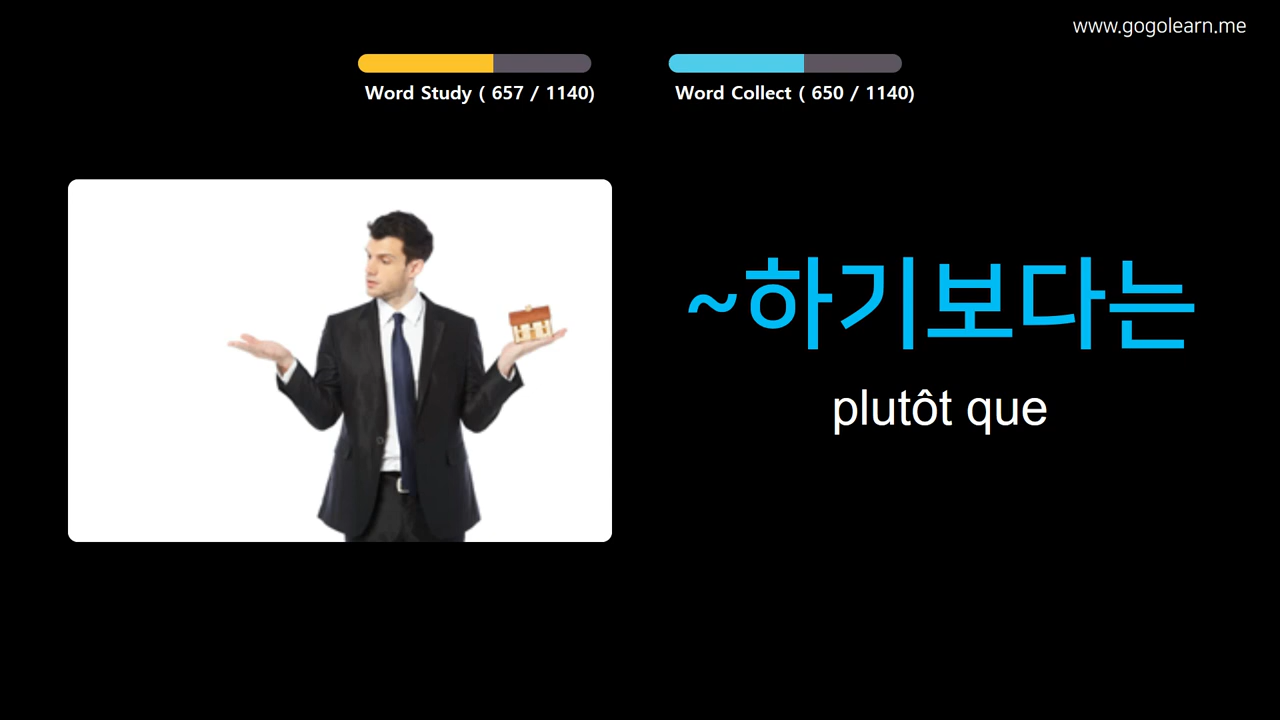 www.gogolearn.me
Word Study ( 657 / 1140)
Word Collect ( 650 / 1140)
~하기보다는
plutôt que